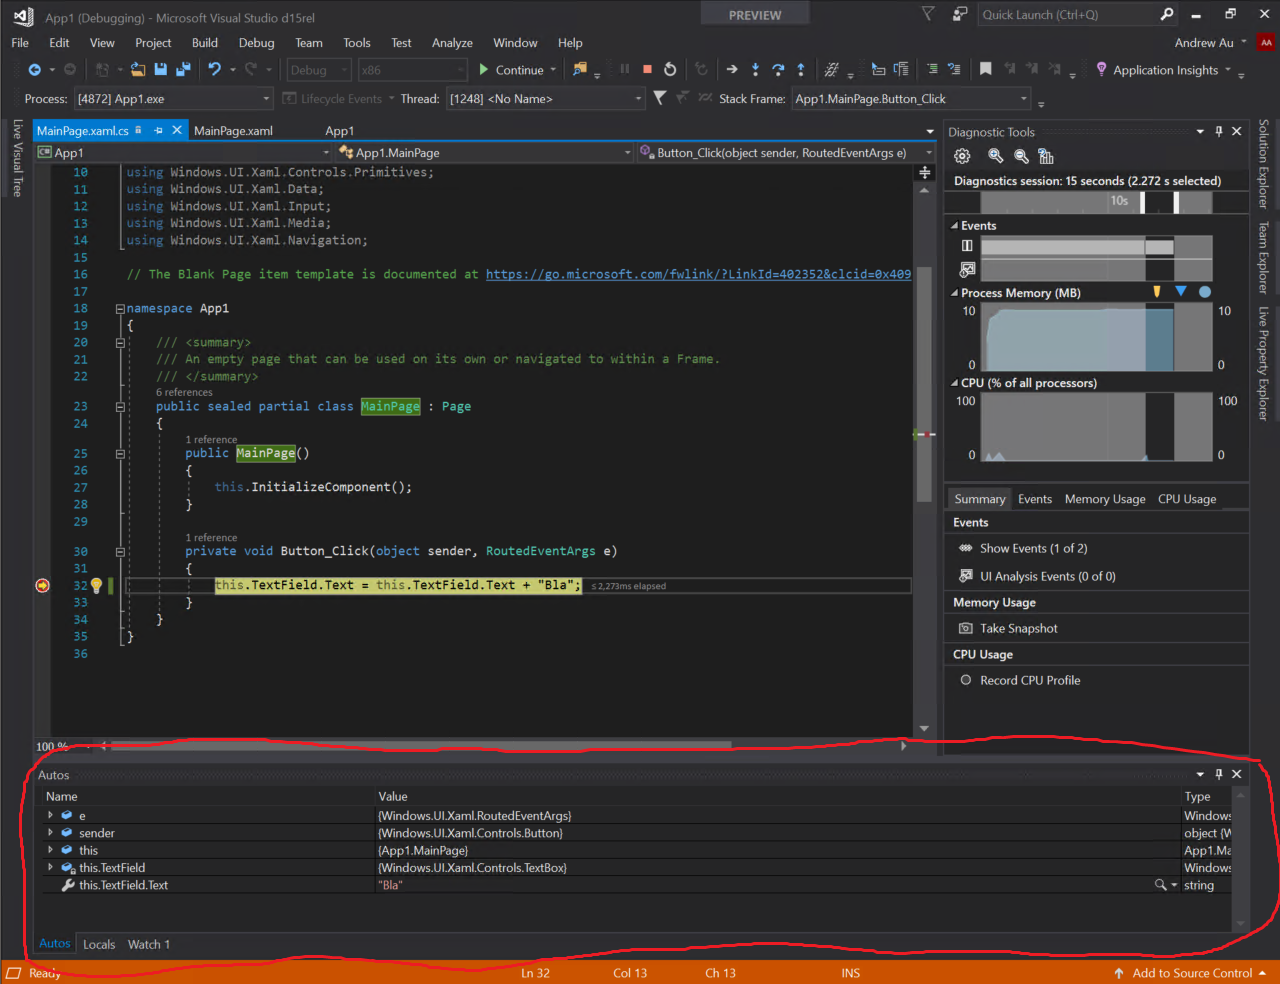 App1 (Debugging) - Microsoft Visual Studio d15rel
PREVIEW
Quick Launch (Ctrl+Q)
File Edit View Project Build Debug Team Tools Test Analyze Window Help
Andrew Au AA
Debug x86 Continue Application Insights
Process: [4872] App1.exe Lifecycle Events Thread: [1248] <No Name> Stack Frame: App1.MainPage.Button_Click
Live Visual Tree
MainPage.xaml.cs MainPage.xaml App1
App1 App1.MainPage Button_Click(object sender, RoutedEventArgs e)
10 using Windows.UI.Xaml.Controls.Primitives;
11 using Windows.UI.Xaml.Data;
12 using Windows.UI.Xaml.Input;
13 using Windows.UI.Xaml.Media;
14 using Windows.UI.Xaml.Navigation;
15
16 // The Blank Page item template is documented at https://go.microsoft.com/fwlink/?LinkId=402352&clcid=0x409
17
18 namespace App1
19 {
20 /// <summary>
21 /// An empty page that can be used on its own or navigated to within a Frame.
22 /// </summary>
6 references
23 public sealed partial class MainPage : Page
24 {
1 reference
25 public MainPage()
26 {
27 this.InitializeComponent();
28 }
29
1 reference
30 private void Button_Click(object sender, RoutedEventArgs e)
31 {
32 this.TextField.Text = this.TextField.Text + "Bla"; ≤ 2,273ms elapsed
33 }
34 }
35 }
36
100 %
Diagnostic Tools
Diagnostics session: 15 seconds (2.272 s selected)
10s
Events
Process Memory (MB)
10 10
0 0
CPU (% of all processors)
100 100
0 0
Summary Events Memory Usage CPU Usage
Events
Show Events (1 of 2)
UI Analysis Events (0 of 0)
Memory Usage
Take Snapshot
CPU Usage
Record CPU Profile
Solution Explorer
Team Explorer
Live Property Explorer
Autos
Name Value Type
e {Windows.UI.Xaml.RoutedEventArgs} Windows
sender {Windows.UI.Xaml.Controls.Button} object {W
this {App1.MainPage} App1.Ma
this.TextField {Windows.UI.Xaml.Controls.TextBox} Windows
this.TextField.Text "Bla" string
Autos Locals Watch 1
Ready Ln 32 Col 13 Ch 13 INS Add to Source Control